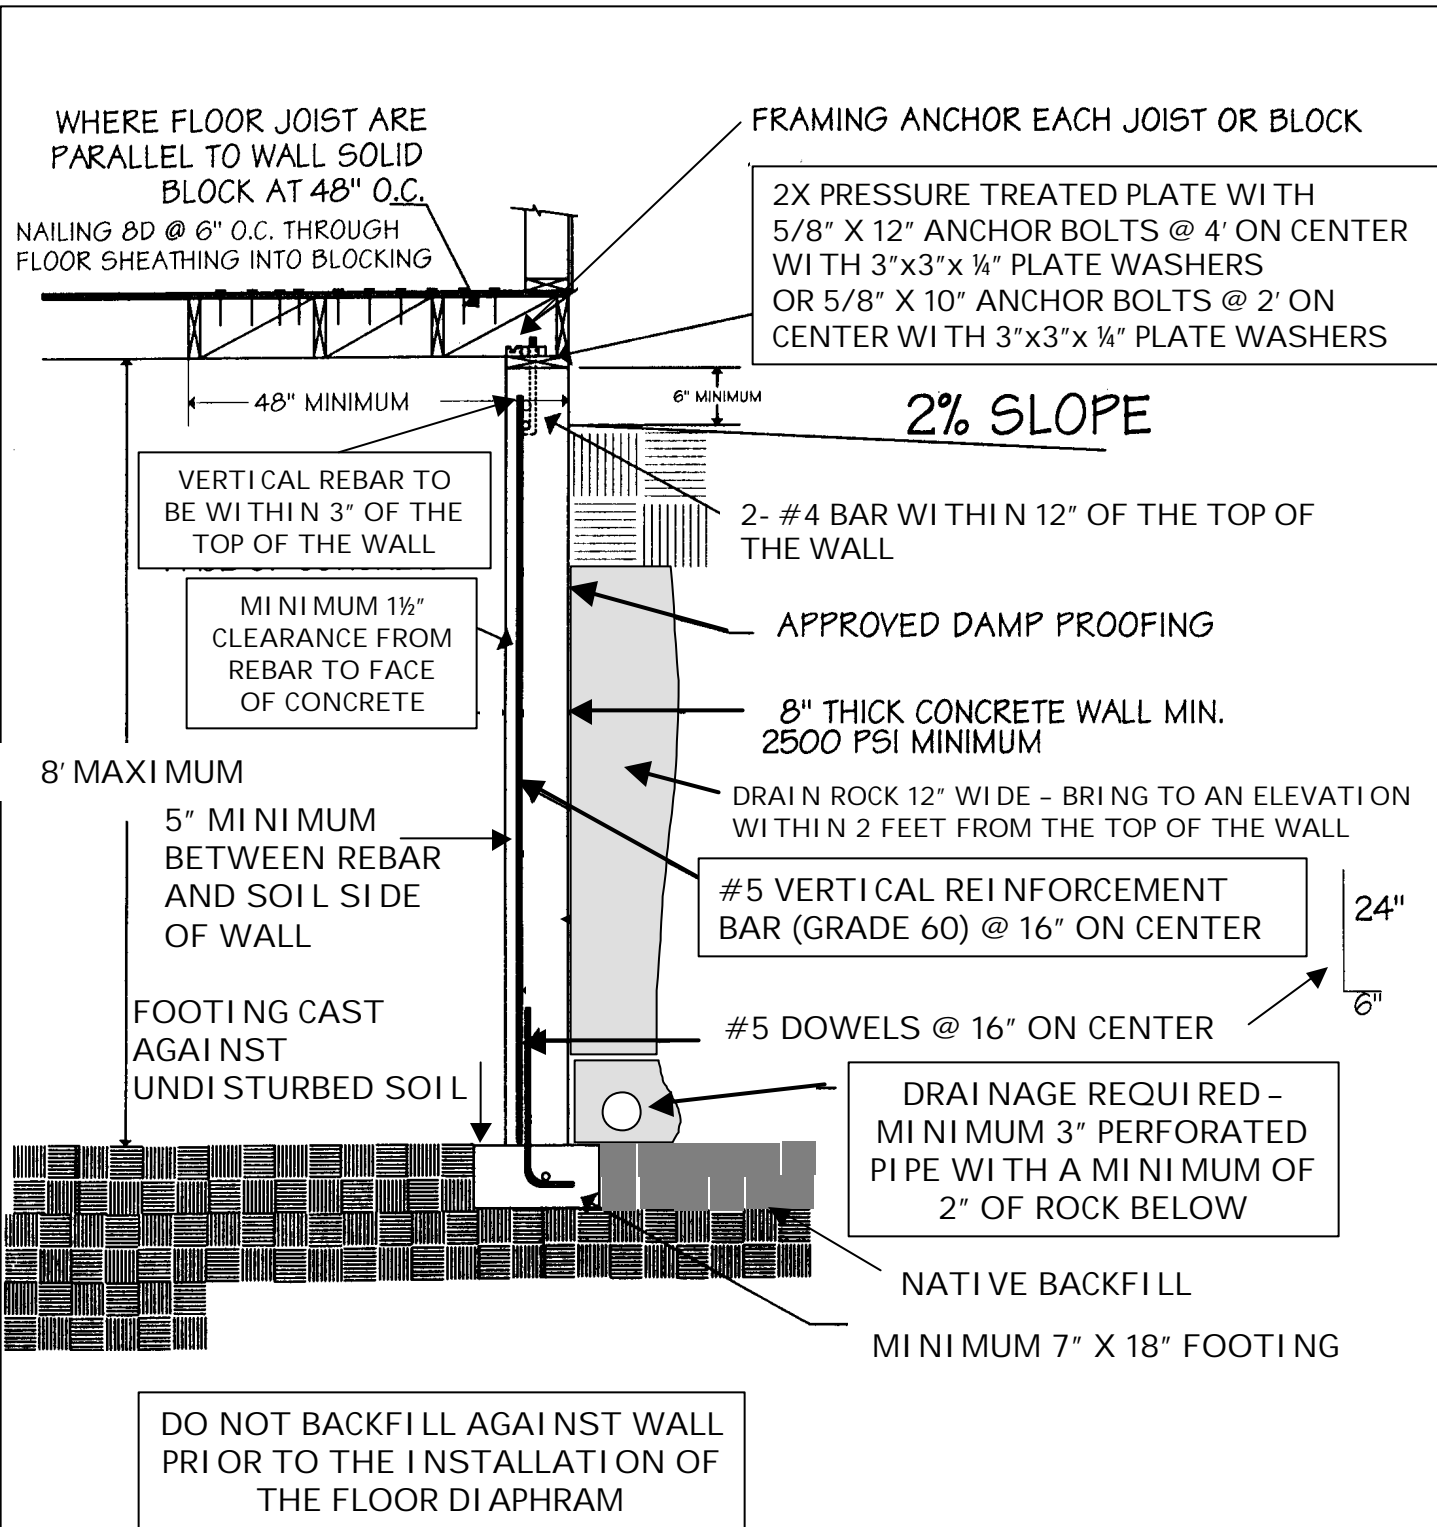 WHERE FLOOR JOIST ARE
PARALLEL TO WALL SOLID
BLOCK AT 48" O.C.
NAILING 8D @ 6" O.C. THROUGH
FLOOR SHEATHING INTO BLOCKING
FRAMING ANCHOR EACH JOIST OR BLOCK
2X PRESSURE TREATED PLATE WITH
5/8" X 12" ANCHOR BOLTS @ 4' ON CENTER
WITH 3"x3"x ¼" PLATE WASHERS
OR 5/8" X 10" ANCHOR BOLTS @ 2' ON
CENTER WITH 3"x3"x ¼" PLATE WASHERS
48" MINIMUM
6" MINIMUM
2% SLOPE
VERTICAL REBAR TO
BE WITHIN 3" OF THE
TOP OF THE WALL
2- #4 BAR WITHIN 12" OF THE TOP OF
THE WALL
MINIMUM 1½"
CLEARANCE FROM
REBAR TO FACE
OF CONCRETE
APPROVED DAMP PROOFING
8" THICK CONCRETE WALL MIN.
2500 PSI MINIMUM
8' MAXIMUM
DRAIN ROCK 12" WIDE – BRING TO AN ELEVATION
WITHIN 2 FEET FROM THE TOP OF THE WALL
5" MINIMUM
BETWEEN REBAR
AND SOIL SIDE
OF WALL
#5 VERTICAL REINFORCEMENT
BAR (GRADE 60) @ 16" ON CENTER
24"
6"
FOOTING CAST
AGAINST
UNDISTURBED SOIL
#5 DOWELS @ 16" ON CENTER
DRAINAGE REQUIRED –
MINIMUM 3" PERFORATED
PIPE WITH A MINIMUM OF
2" OF ROCK BELOW
NATIVE BACKFILL
MINIMUM 7" X 18" FOOTING
DO NOT BACKFILL AGAINST WALL
PRIOR TO THE INSTALLATION OF
THE FLOOR DIAPHRAM